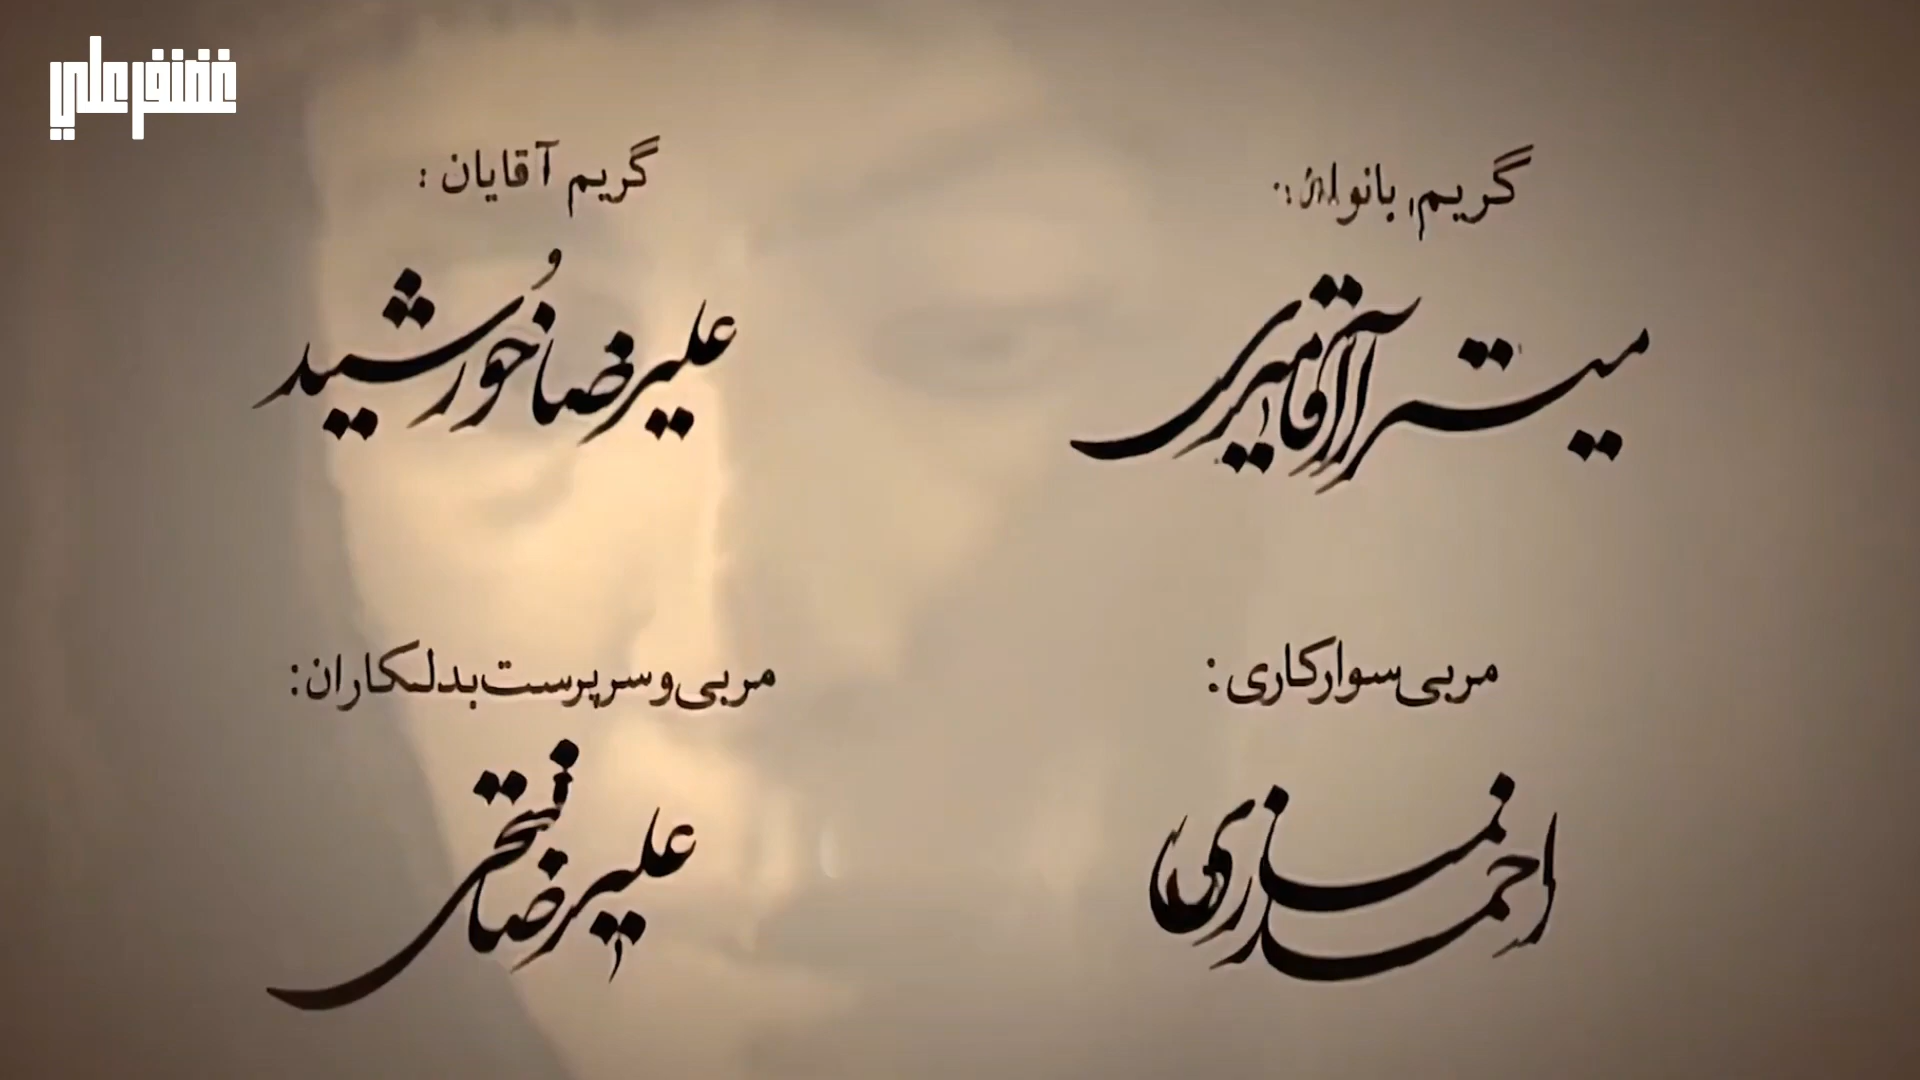 غضنفر علي
گریم بانوان:
میترا آقامیری
گریم آقایان:
علیرضا خورشید
مربی سوارکاری:
احمد نمازی
مربی و سرپرست بدلکاران:
علیرضا فتحی